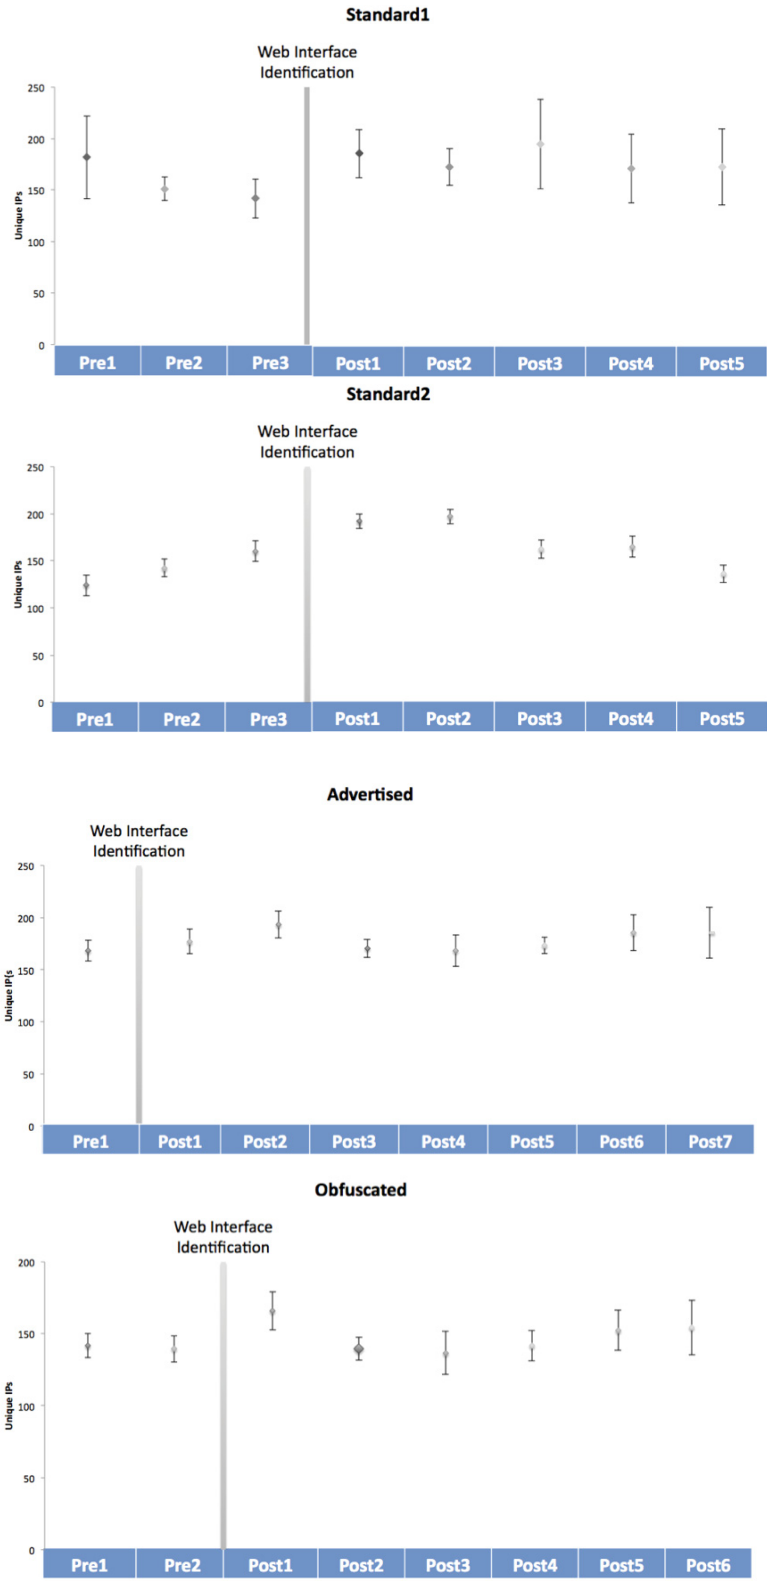 Standard1
Web Interface
Identification
250
200
150
100
50
0
Unique IPs
Pre1 Pre2 Pre3 Post1 Post2 Post3 Post4 Post5
Standard2
Web Interface
Identification
250
200
150
100
50
0
Unique IPs
Pre1 Pre2 Pre3 Post1 Post2 Post3 Post4 Post5
Advertised
Web Interface
Identification
250
200
150
100
50
0
Unique IP(s
Pre1 Post1 Post2 Post3 Post4 Post5 Post6 Post7
Obfuscated
Web Interface
Identification
200
150
100
50
0
Unique IPs
Pre1 Pre2 Post1 Post2 Post3 Post4 Post5 Post6